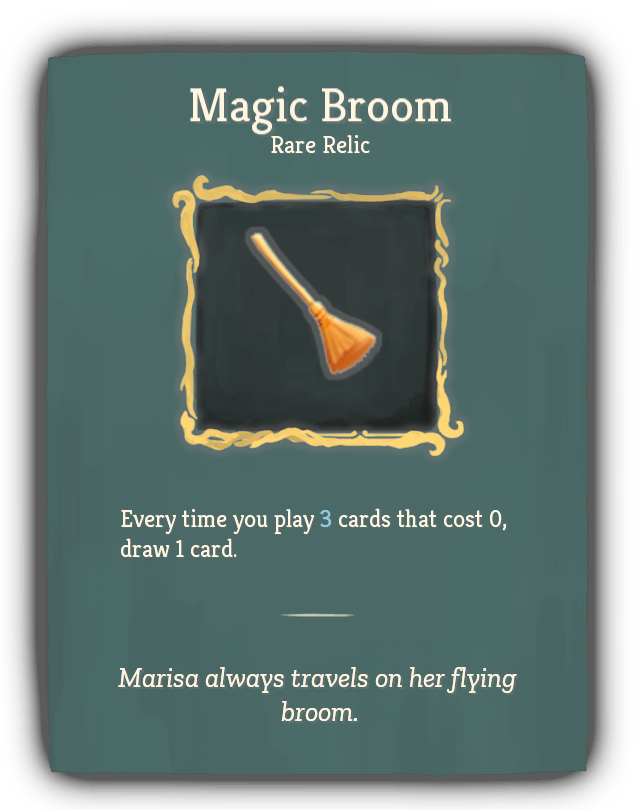 Magic Broom
Rare Relic
Every time you play 3 cards that cost 0,
draw 1 card.
Marisa always travels on her flying
broom.